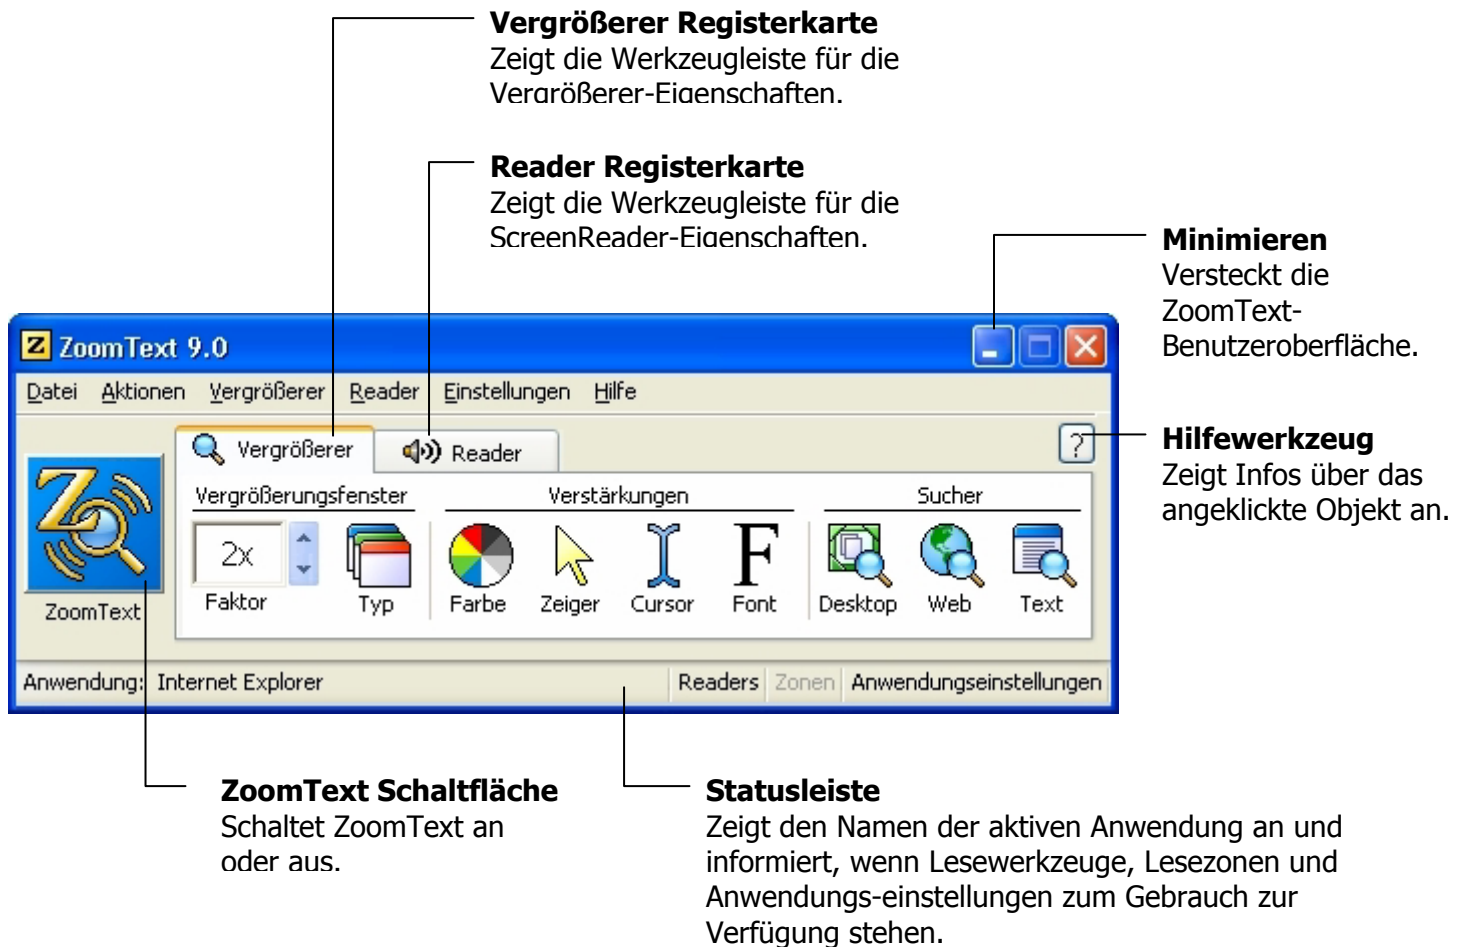 Vergrößerer Registerkarte
Zeigt die Werkzeugleiste für die
Vergrößerer-Eigenschaften.
Reader Registerkarte
Zeigt die Werkzeugleiste für die
ScreenReader-Eigenschaften.
Minimieren
Versteckt die
ZoomText-
Benutzeroberfläche.
Z ZoomText 9.0
Datei Aktionen Vergrößerer Reader Einstellungen Hilfe
Vergrößerer Reader ?
Hilfewerkzeug
Zeigt Infos über das
angeklickte Objekt an.
Vergrößerungsfenster Verstärkungen Sucher
2x
F
Faktor Typ Farbe Zeiger Cursor Font Desktop Web Text
Z
ZoomText
Anwendung: Internet Explorer Readers Zonen Anwendungseinstellungen
ZoomText Schaltfläche
Schaltet ZoomText an
oder aus.
Statusleiste
Zeigt den Namen der aktiven Anwendung an und
informiert, wenn Lesewerkzeuge, Lesezonen und
Anwendungs-einstellungen zum Gebrauch zur
Verfügung stehen.